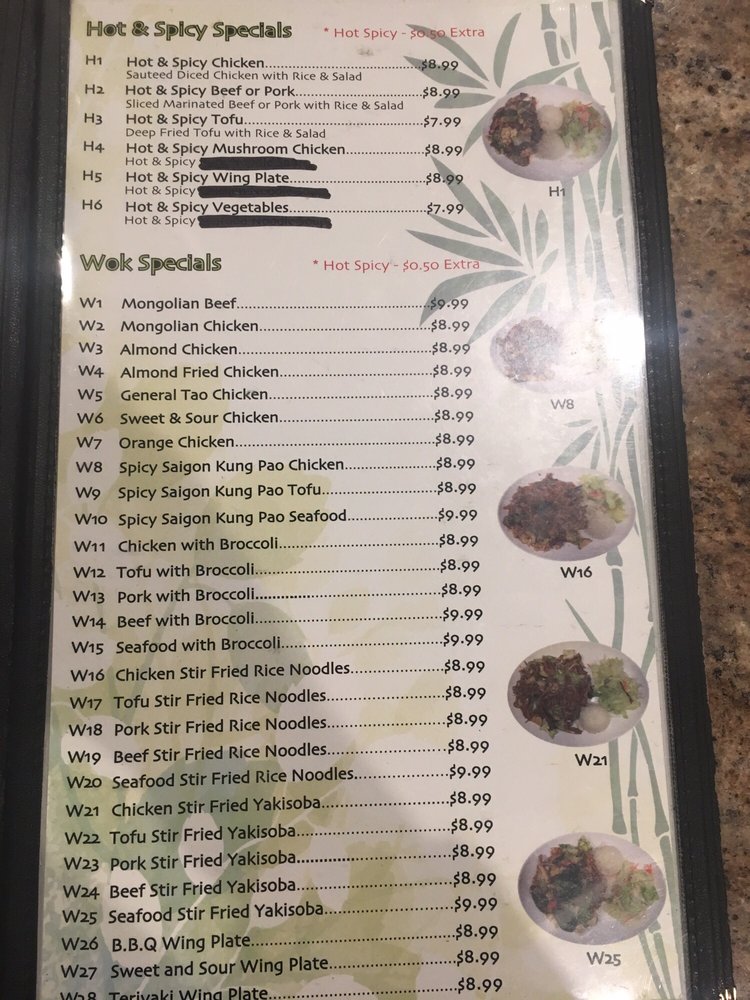 Hot & Spicy Specials * Hot Spicy - $0.50 Extra
H1 Hot & Spicy Chicken....................................$8.99
Sauteed Diced Chicken with Rice & Salad
H2 Hot & Spicy Beef or Pork.............................$8.99
Sliced Marinated Beef or Pork with Rice & Salad
H3 Hot & Spicy Tofu..........................................$7.99
Deep Fried Tofu with Rice & Salad
H4 Hot & Spicy Mushroom Chicken...................$8.99
Hot & Spicy
H5 Hot & Spicy Wing Plate................................$8.99
Hot & Spicy
H6 Hot & Spicy Vegetables................................$7.99
Hot & Spicy
H1
Wok Specials * Hot Spicy - $0.50 Extra
W1 Mongolian Beef............................................$9.99
W2 Mongolian Chicken.......................................$8.99
W3 Almond Chicken...........................................$8.99
W4 Almond Fried Chicken...................................$8.99
W5 General Tao Chicken.....................................$8.99
W8
W6 Sweet & Sour Chicken...................................$8.99
W7 Orange Chicken............................................$8.99
W8 Spicy Saigon Kung Pao Chicken.....................$8.99
W9 Spicy Saigon Kung Pao Tofu..........................$8.99
W10 Spicy Saigon Kung Pao Seafood....................$9.99
W11 Chicken with Broccoli...................................$8.99
W12 Tofu with Broccoli.........................................$8.99
W16
W13 Pork with Broccoli.........................................$8.99
W14 Beef with Broccoli.........................................$9.99
W15 Seafood with Broccoli....................................$9.99
W16 Chicken Stir Fried Rice Noodles.....................$8.99
W17 Tofu Stir Fried Rice Noodles..........................$8.99
W18 Pork Stir Fried Rice Noodles..........................$8.99
W19 Beef Stir Fried Rice Noodles..........................$8.99
W21
W20 Seafood Stir Fried Rice Noodles.....................$9.99
W21 Chicken Stir Fried Yakisoba...........................$8.99
W22 Tofu Stir Fried Yakisoba.................................$8.99
W23 Pork Stir Fried Yakisoba.................................$8.99
W24 Beef Stir Fried Yakisoba.................................$8.99
W25 Seafood Stir Fried Yakisoba...........................$9.99
W26 B.B.Q Wing Plate...........................................$8.99
W25
W27 Sweet and Sour Wing Plate............................$8.99
W28 Teriyaki Wing Plate........................................$8.99